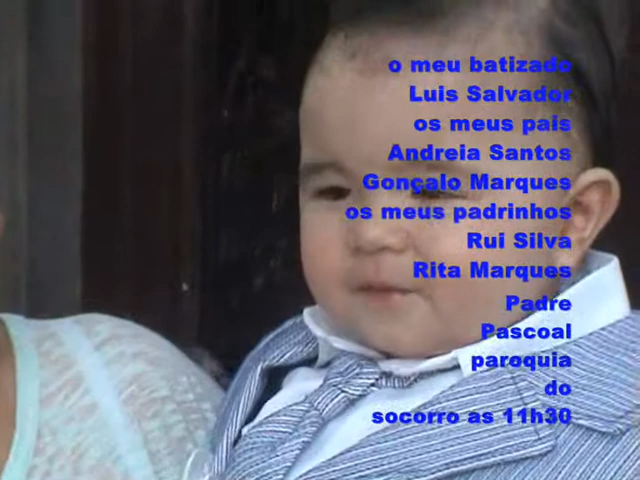 o meu batizado
Luis Salvador
os meus pais
Andreia Santos
Gonçalo Marques
os meus padrinhos
Rui Silva
Rita Marques
Padre
Pascoal
paroquia
do
socorro as 11h30